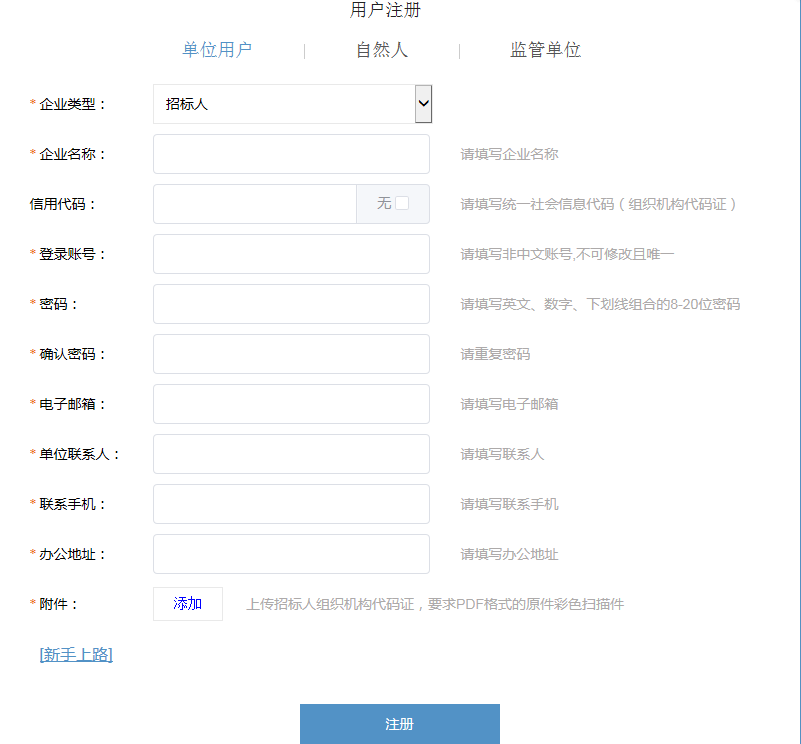 用户注册
单位用户 自然人 监管单位
*企业类型： 招标人
*企业名称： 请填写企业名称
信用代码： 无 请填写统一社会信息代码（组织机构代码证）
*登录账号： 请填写非中文账号,不可修改且唯一
*密码： 请填写英文、数字、下划线组合的8-20位密码
*确认密码： 请重复密码
*电子邮箱： 请填写电子邮箱
*单位联系人： 请填写联系人
*联系手机： 请填写联系手机
*办公地址： 请填写办公地址
*附件： 添加 上传招标人组织机构代码证，要求PDF格式的原件彩色扫描件
[新手上路]
注册